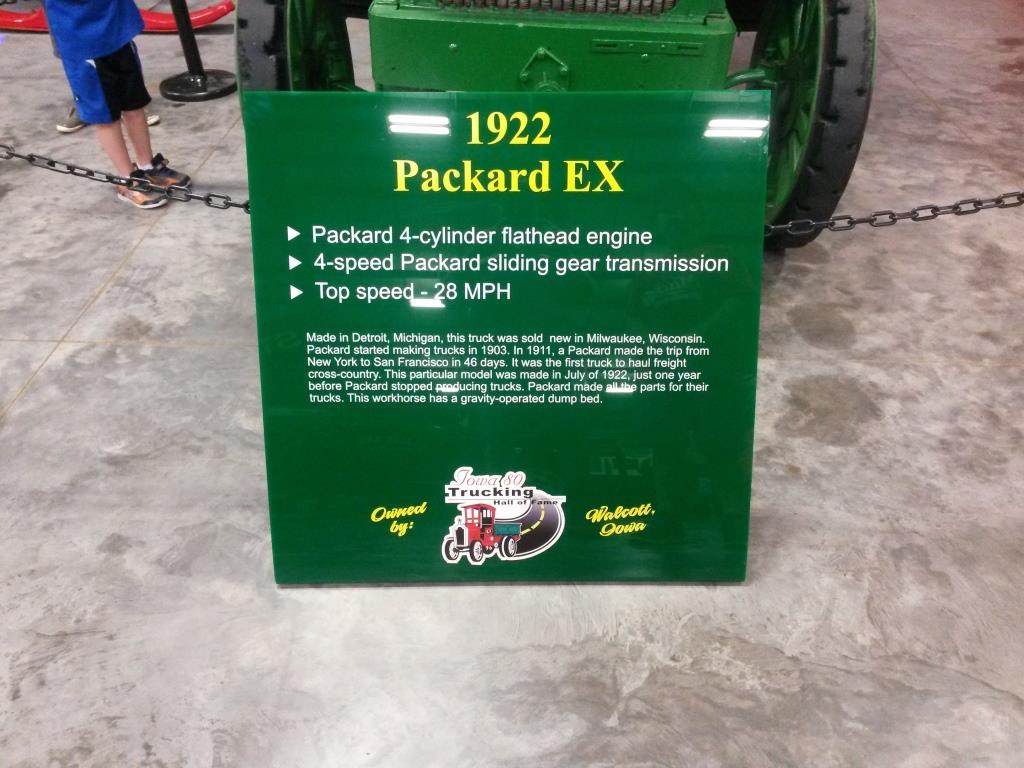 1922
Packard EX
Packard 4-cylinder flathead engine
4-speed Packard sliding gear transmission
Top speed - 28 MPH
Made in Detroit, Michigan, this truck was sold new in Milwaukee, Wisconsin.
Packard started making trucks in 1903. In 1911, a Packard made the trip from
New York to San Francisco in 46 days. It was the first truck to haul freight
cross-country. This particular model was made in July of 1922, just one year
before Packard stopped producing trucks. Packard made all the parts for their
trucks. This workhorse has a gravity-operated dump bed.
Iowa 80
Trucking
Hall of Fame
Owned
by:
Walcott,
Iowa